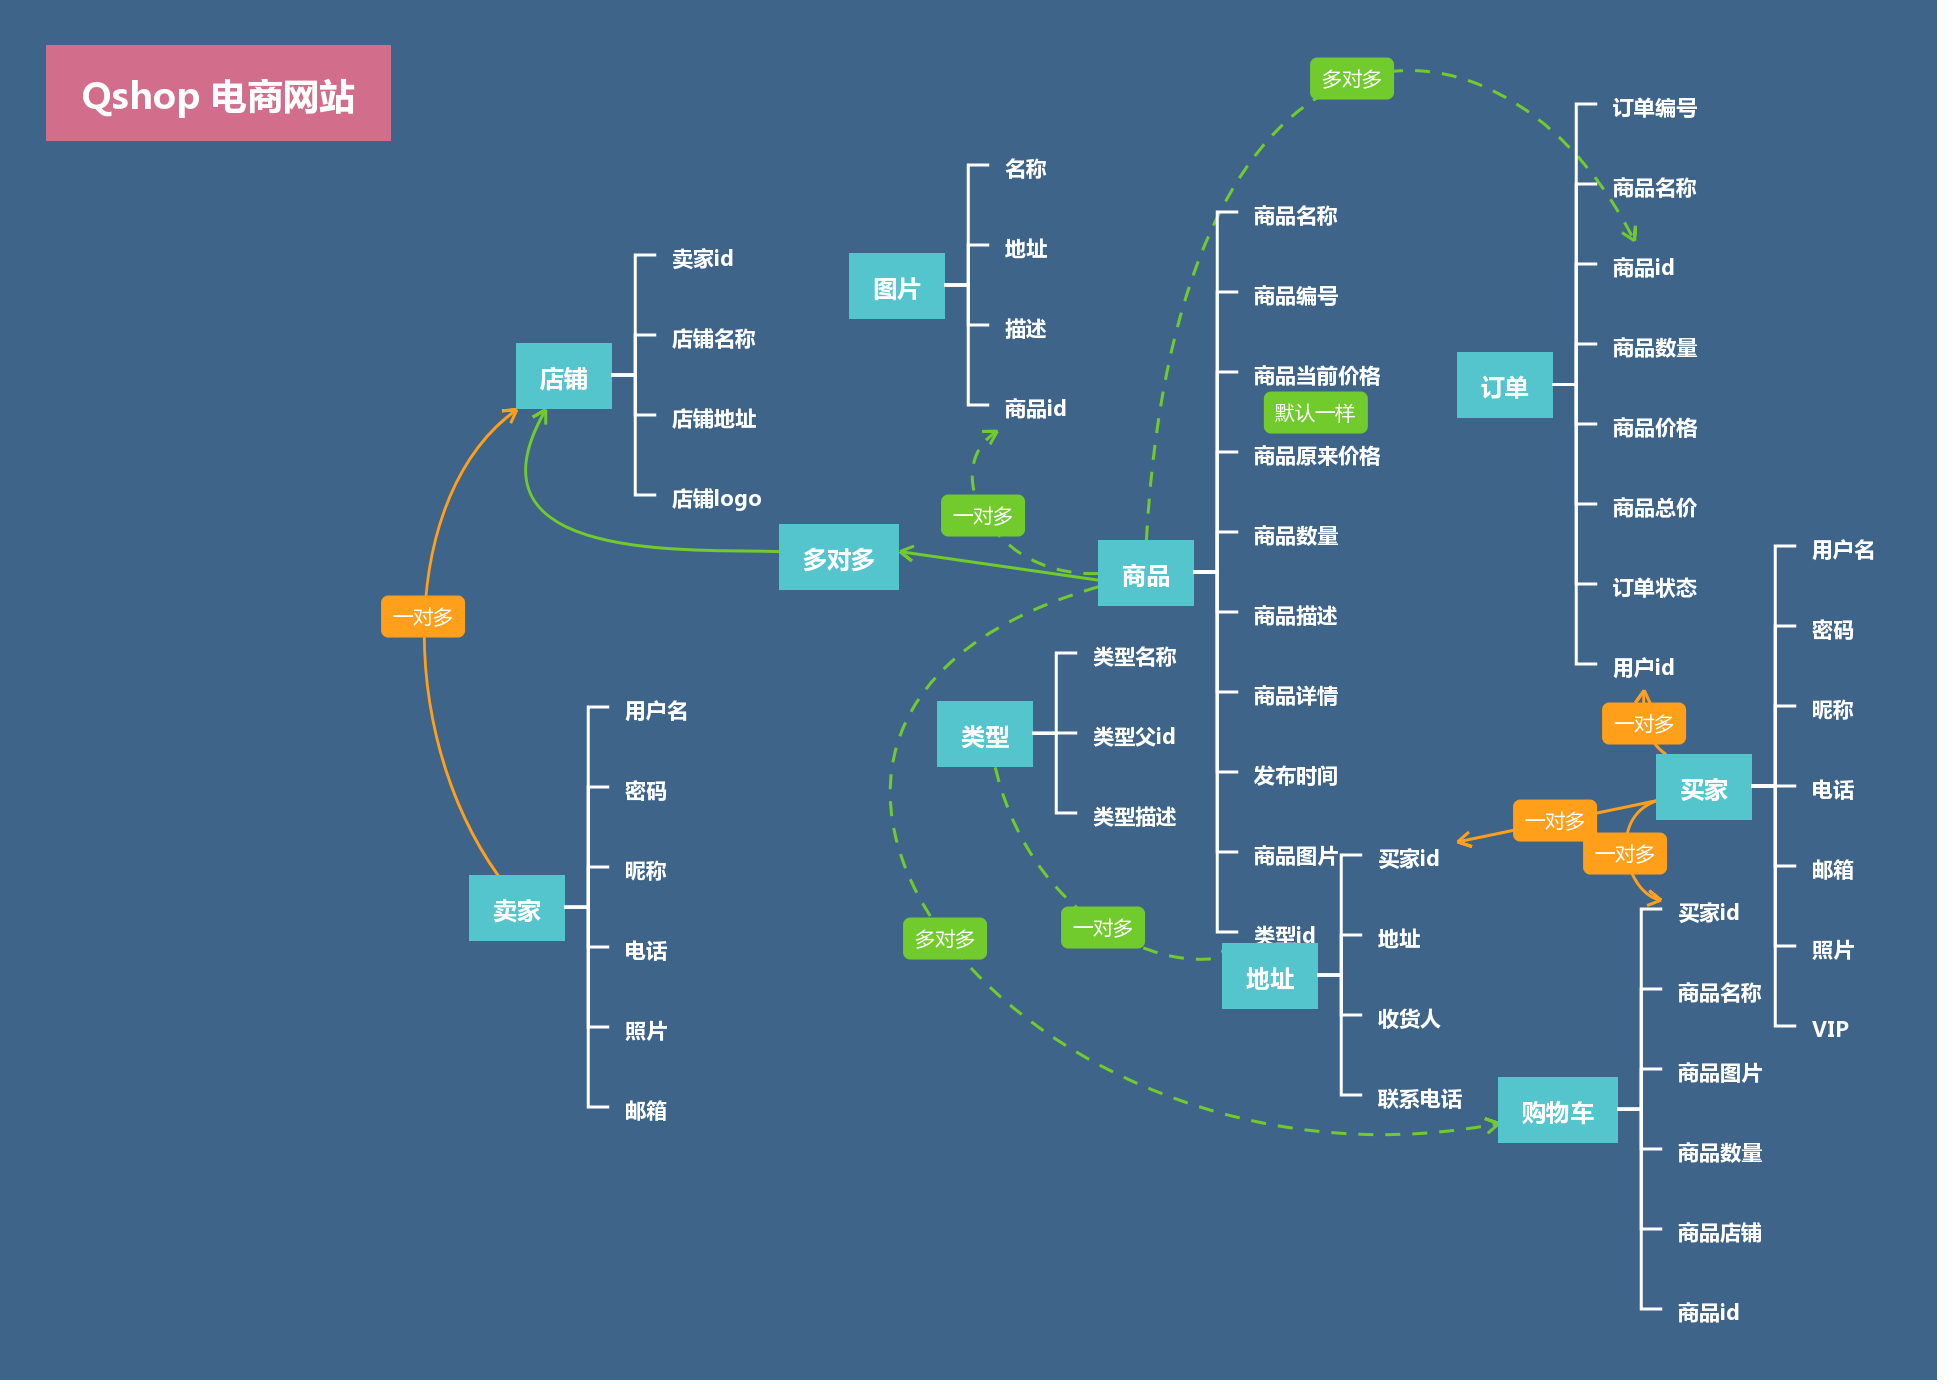 Qshop 电商网站
店铺
卖家id
店铺名称
店铺地址
店铺logo
图片
名称
地址
描述
商品id
多对多
一对多
多对多
商品
商品名称
商品编号
商品当前价格
默认一样
商品原来价格
商品数量
商品描述
商品详情
发布时间
商品图片
类型id
多对多
订单
订单编号
商品名称
商品id
商品数量
商品价格
商品总价
订单状态
用户id
一对多
卖家
用户名
密码
昵称
电话
照片
邮箱
类型
类型名称
类型父id
类型描述
一对多
地址
买家id
地址
收货人
联系电话
一对多
一对多
一对多
买家
用户名
密码
昵称
电话
邮箱
照片
VIP
购物车
买家id
商品名称
商品图片
商品数量
商品店铺
商品id